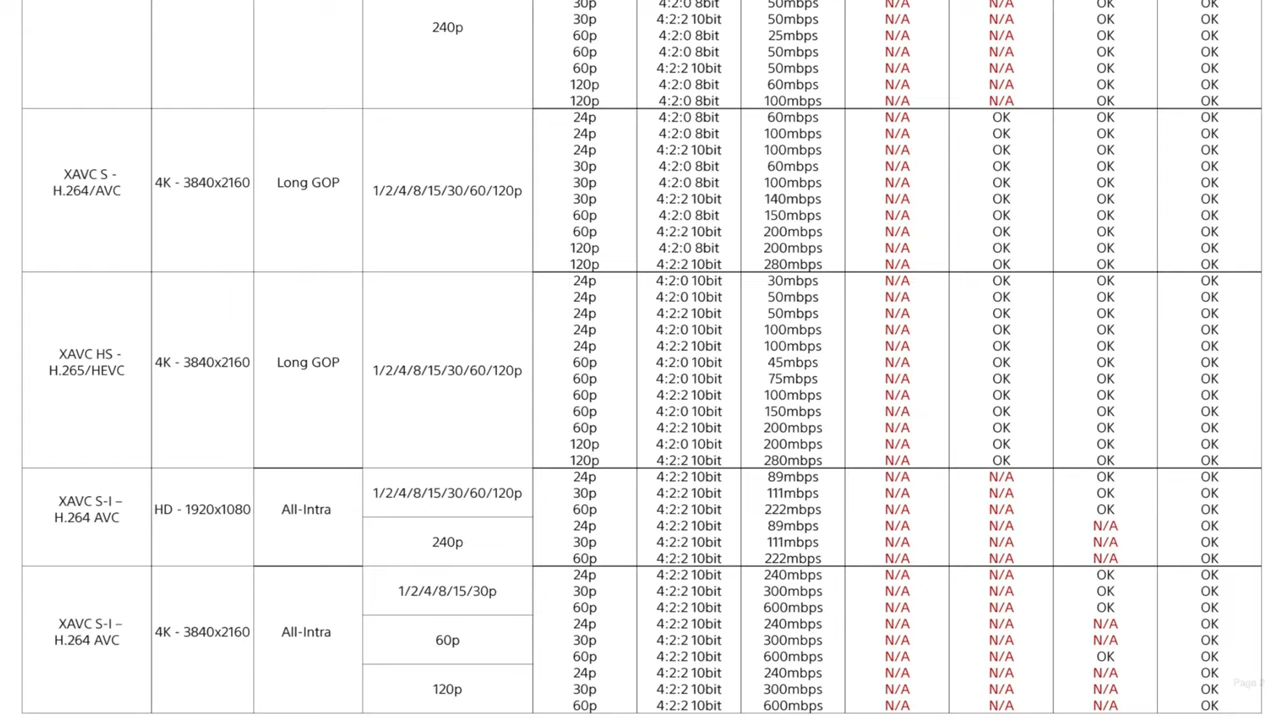 30p 4:2:0 8bit 50mbps N/A N/A OK OK
30p 4:2:2 10bit 50mbps N/A N/A OK OK
240p 60p 4:2:0 8bit 25mbps N/A N/A OK OK
60p 4:2:0 8bit 50mbps N/A N/A OK OK
60p 4:2:2 10bit 50mbps N/A N/A OK OK
120p 4:2:0 8bit 60mbps N/A N/A OK OK
120p 4:2:0 8bit 100mbps N/A N/A OK OK
24p 4:2:0 8bit 60mbps N/A OK OK OK
24p 4:2:0 8bit 100mbps N/A OK OK OK
24p 4:2:2 10bit 100mbps N/A OK OK OK
30p 4:2:0 8bit 60mbps N/A OK OK OK
XAVC S -
H.264/AVC 4K - 3840x2160 Long GOP 1/2/4/8/15/30/60/120p 30p 4:2:0 8bit 100mbps N/A OK OK OK
30p 4:2:2 10bit 140mbps N/A OK OK OK
60p 4:2:0 8bit 150mbps N/A OK OK OK
60p 4:2:2 10bit 200mbps N/A OK OK OK
120p 4:2:0 8bit 200mbps N/A OK OK OK
120p 4:2:2 10bit 280mbps N/A OK OK OK
24p 4:2:0 10bit 30mbps N/A OK OK OK
24p 4:2:0 10bit 50mbps N/A OK OK OK
24p 4:2:2 10bit 50mbps N/A OK OK OK
24p 4:2:0 10bit 100mbps N/A OK OK OK
24p 4:2:2 10bit 100mbps N/A OK OK OK
XAVC HS -
H.265/HEVC 4K - 3840x2160 Long GOP 1/2/4/8/15/30/60/120p 60p 4:2:0 10bit 45mbps N/A OK OK OK
60p 4:2:0 10bit 75mbps N/A OK OK OK
60p 4:2:2 10bit 100mbps N/A OK OK OK
60p 4:2:0 10bit 150mbps N/A OK OK OK
60p 4:2:2 10bit 200mbps N/A OK OK OK
120p 4:2:0 10bit 200mbps N/A OK OK OK
120p 4:2:2 10bit 280mbps N/A OK OK OK
24p 4:2:2 10bit 89mbps N/A N/A OK OK
1/2/4/8/15/30/60/120p 30p 4:2:2 10bit 111mbps N/A N/A OK OK
XAVC S-I –
H.264 AVC HD - 1920x1080 All-Intra 60p 4:2:2 10bit 222mbps N/A N/A OK OK
24p 4:2:2 10bit 89mbps N/A N/A N/A OK
240p 30p 4:2:2 10bit 111mbps N/A N/A N/A OK
60p 4:2:2 10bit 222mbps N/A N/A N/A OK
24p 4:2:2 10bit 240mbps N/A N/A OK OK
1/2/4/8/15/30p 30p 4:2:2 10bit 300mbps N/A N/A OK OK
60p 4:2:2 10bit 600mbps N/A N/A OK OK
24p 4:2:2 10bit 240mbps N/A N/A N/A OK
XAVC S-I –
H.264 AVC 4K - 3840x2160 All-Intra 60p 30p 4:2:2 10bit 300mbps N/A N/A N/A OK
60p 4:2:2 10bit 600mbps N/A N/A OK OK
24p 4:2:2 10bit 240mbps N/A N/A N/A OK
120p 30p 4:2:2 10bit 300mbps N/A N/A N/A OK
60p 4:2:2 10bit 600mbps N/A N/A N/A OK
Page 2